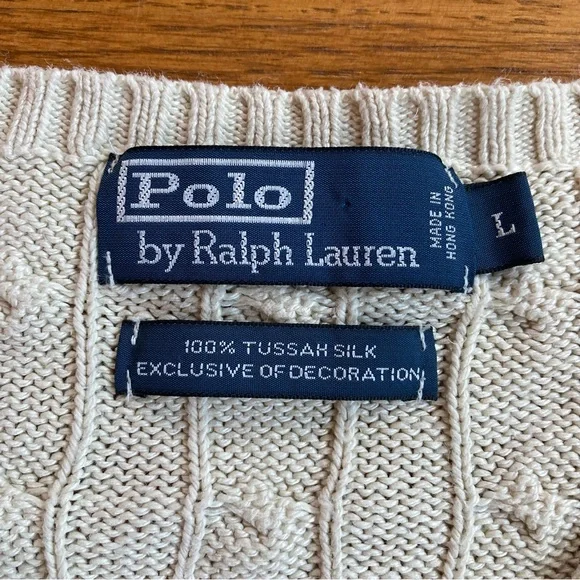 Polo
by Ralph Lauren
MADE IN
HONG KONG
L
100% TUSSAH SILK
EXCLUSIVE OF DECORATION